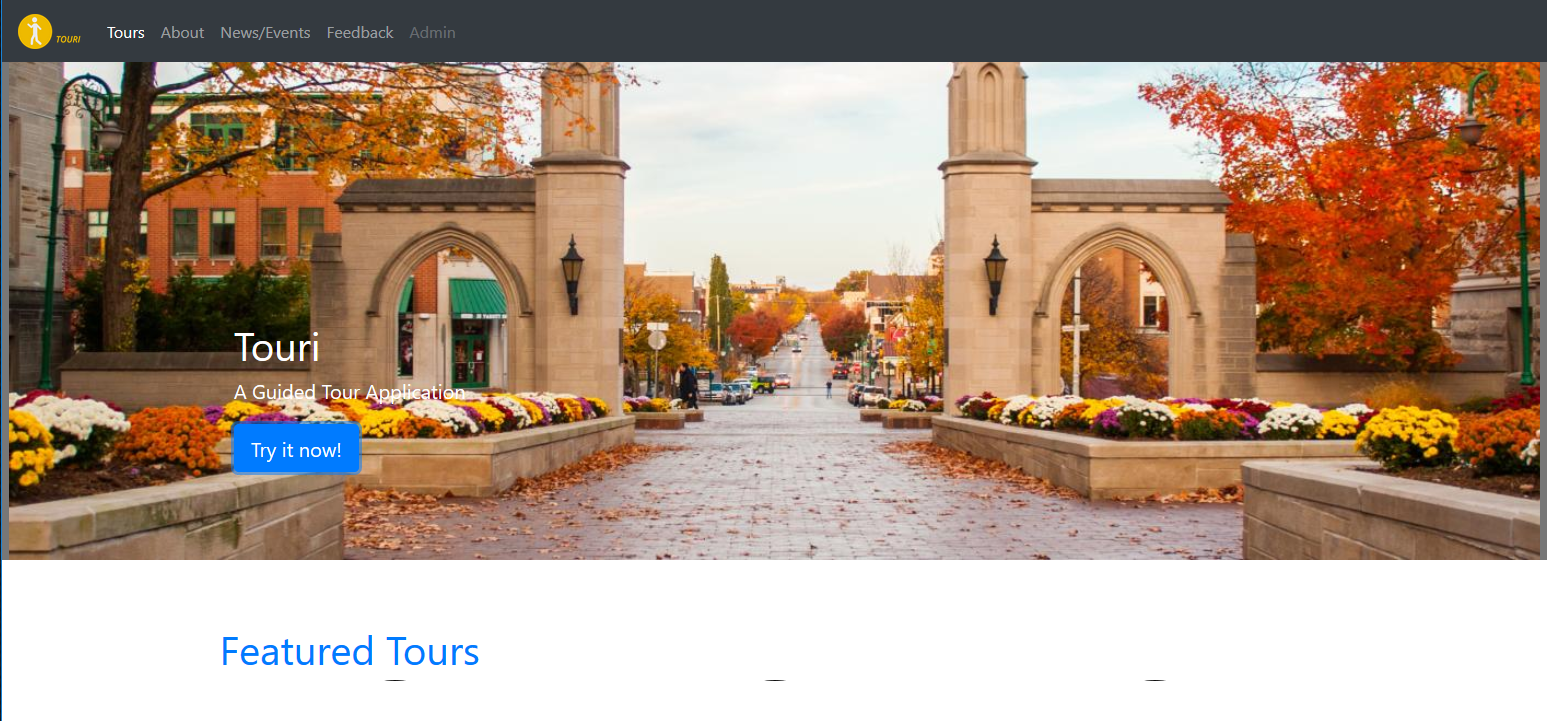 TOURI Tours About News/Events Feedback Admin
Touri
A Guided Tour Application
Try it now!
Featured Tours